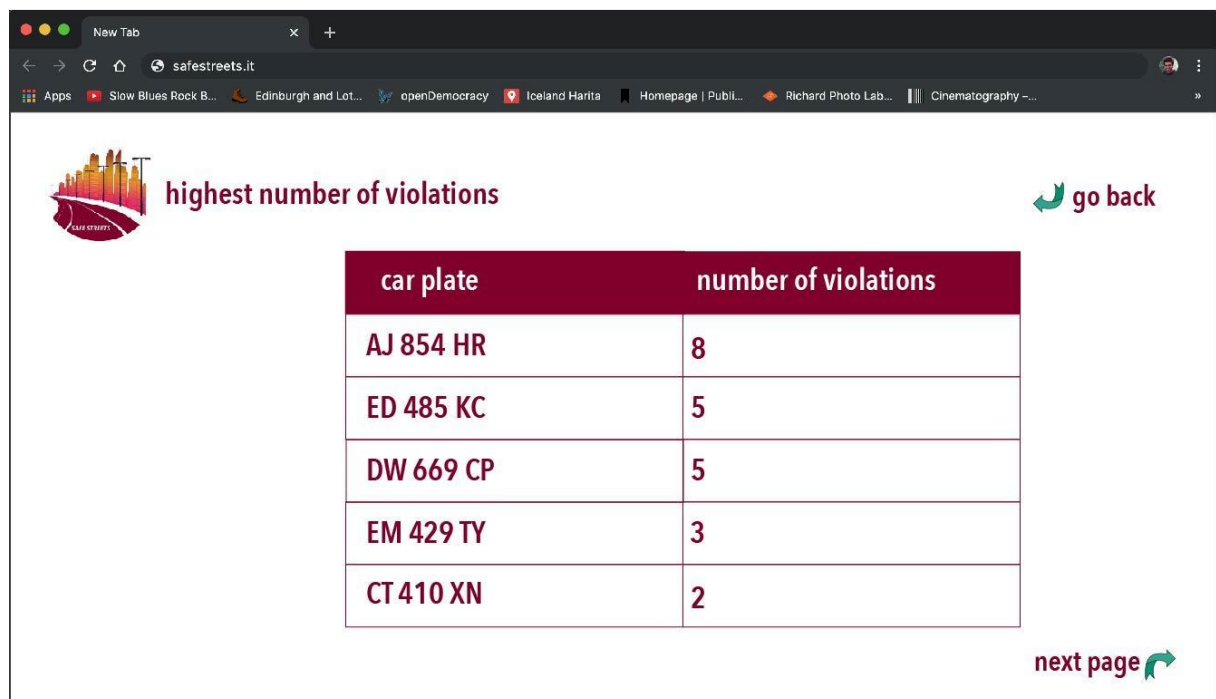 New Tab
safestreets.it
Apps Slow Blues Rock B... Edinburgh and Lot... openDemocracy Iceland Harita Homepage | Publi... Richard Photo Lab... Cinematography –... »
SAFE STREETS
highest number of violations
go back
car plate number of violations
AJ 854 HR 8
ED 485 KC 5
DW 669 CP 5
EM 429 TY 3
CT 410 XN 2
next page